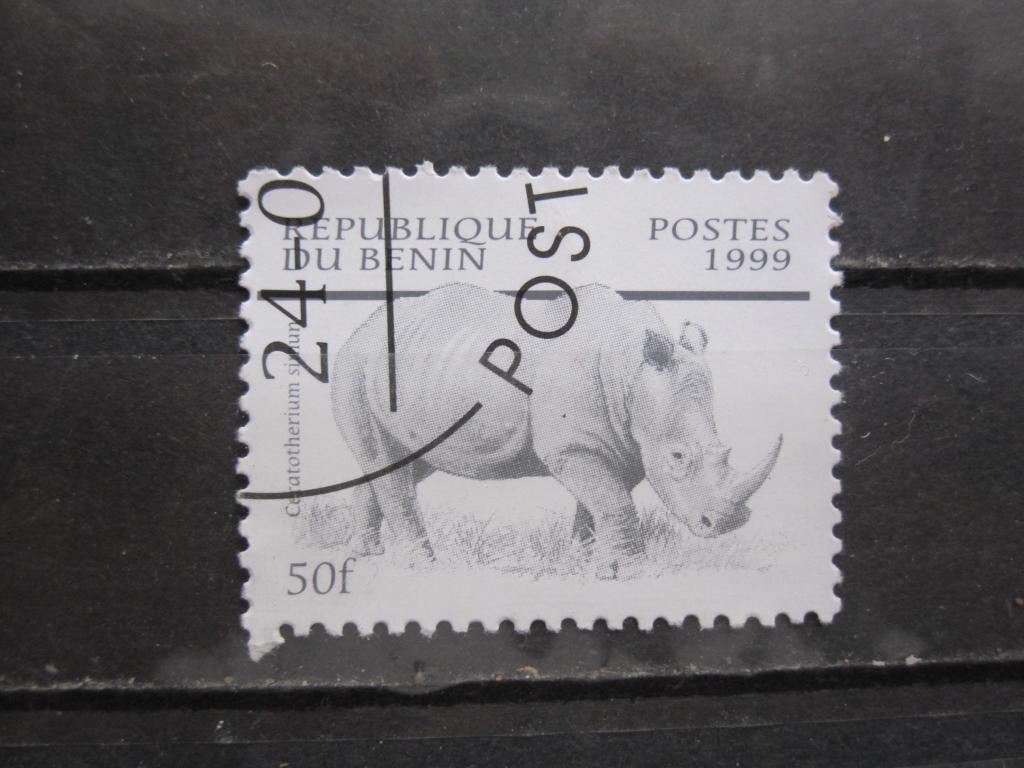 REPUBLIQUE
DU BENIN
POSTES
1999
Ceratotherium simum
50f
24-0
POST